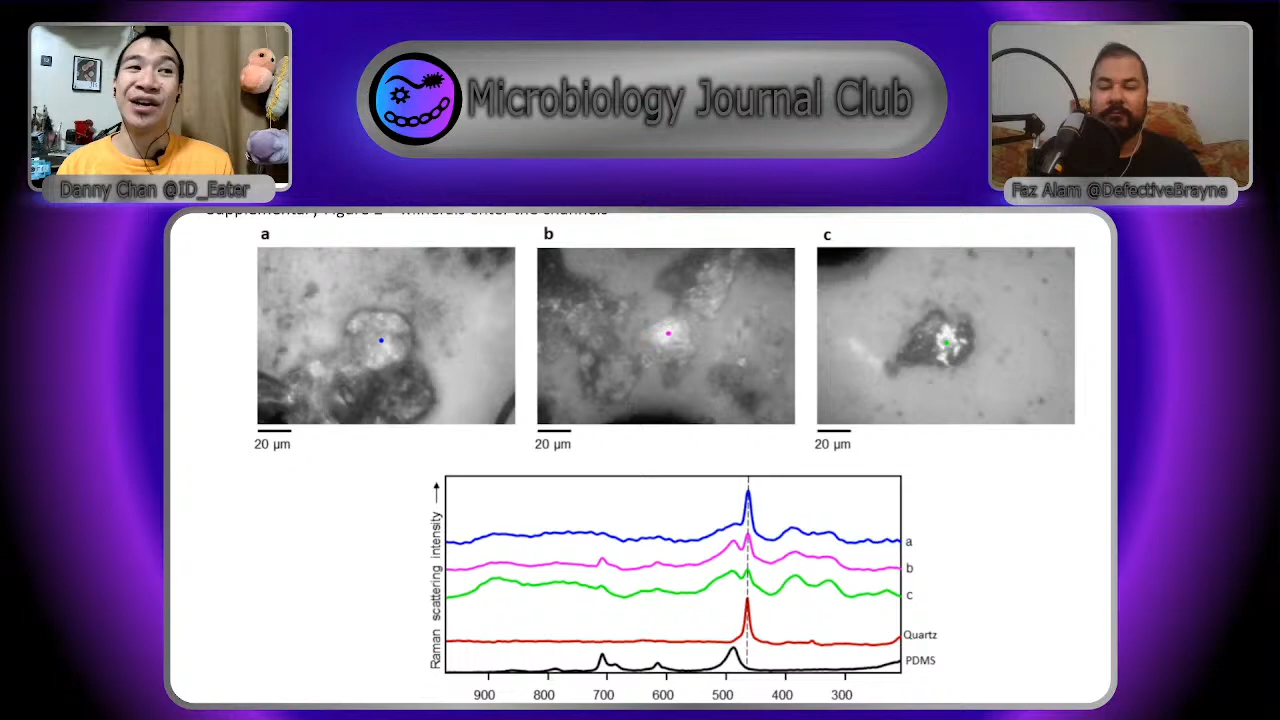 Microbiology Journal Club
Danny Chan @ID_Eater
Faz Alam @DefectiveBrayne
a
b
c
20 µm
20 µm
20 µm
Raman scattering intensity
a
b
c
Quartz
PDMS
900
800
700
600
500
400
300